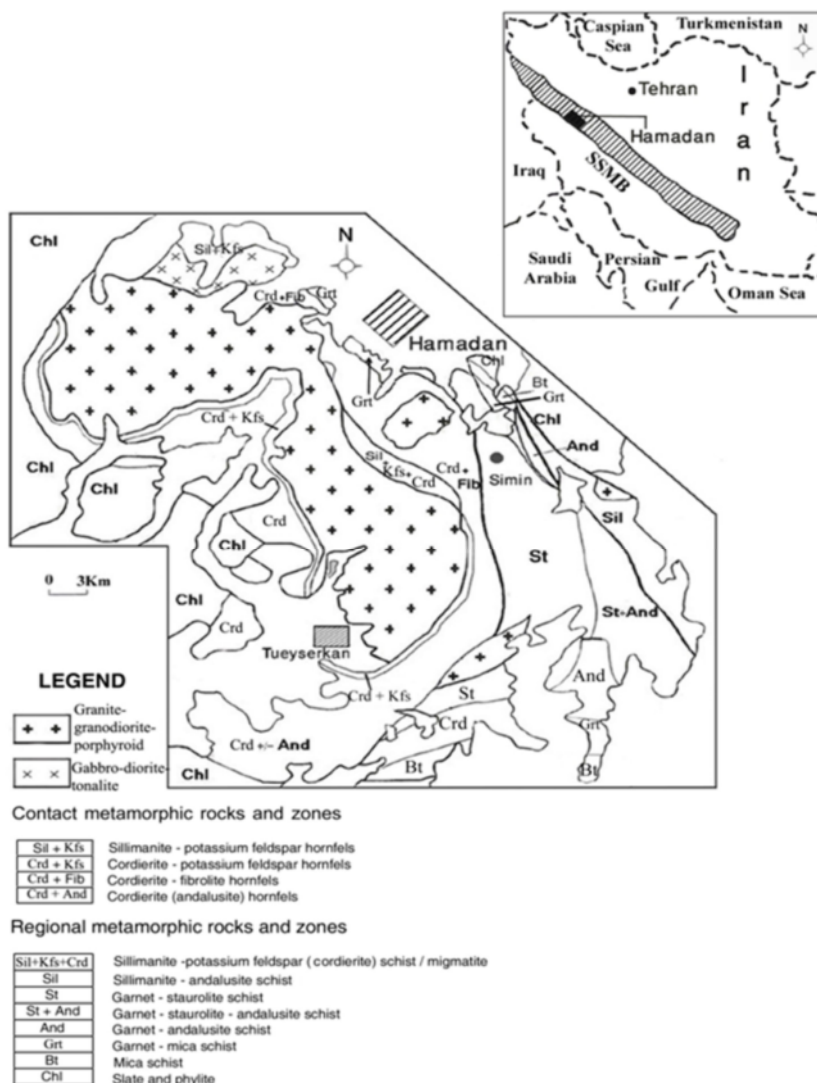 N
Caspian
Sea
Turkmenistan
Tehran
I
r
a
n
Hamadan
Iraq
SSMB
Saudi
Arabia
Persian
Gulf
Oman Sea
Chl
Sil+Kfs
N
Crd+Fib
Grt
Hamadan
Chl
Bt
Grt
Chl
And
Grt
Crd + Kfs
Sil+
Kfs+
Crd
Crd+
Fib
Simin
Sil
Chl
Chl
Crd
Chl
St
Chl
Crd
St+And
0 3Km
Tueyserkan
And
Crd + Kfs
St
Crd
Grt
Crd +/- And
Bt
Bt
Chl
LEGEND
Granite-
granodiorite-
porphyroid
Gabbro-diorite-
tonalite
Contact metamorphic rocks and zones
Sil + Kfs Sillimanite - potassium feldspar hornfels
Crd + Kfs Cordierite - potassium feldspar hornfels
Crd + Fib Cordierite - fibrolite hornfels
Crd + And Cordierite (andalusite) hornfels
Regional metamorphic rocks and zones
Sil+Kfs+Crd Sillimanite -potassium feldspar ( cordierite) schist / migmatite
Sil Sillimanite - andalusite schist
St Garnet - staurolite schist
St + And Garnet - staurolite - andalusite schist
And Garnet - andalusite schist
Grt Garnet - mica schist
Bt Mica schist
Chl Slate and phylite